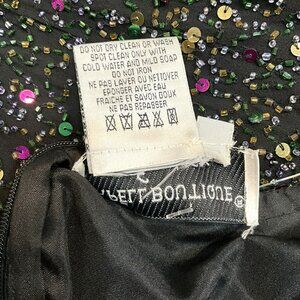 DO NOT DRY CLEAN OR WASH
SPOT CLEAN ONLY WITH
COLD WATER AND MILD SOAP
DO NOT IRON
NE PAS LAVER OU NETTOYER
EPONGER AVEC EAU
FRAICHE ET SAVON DOUX
NE PAS REPASSER
BOUTIQUE